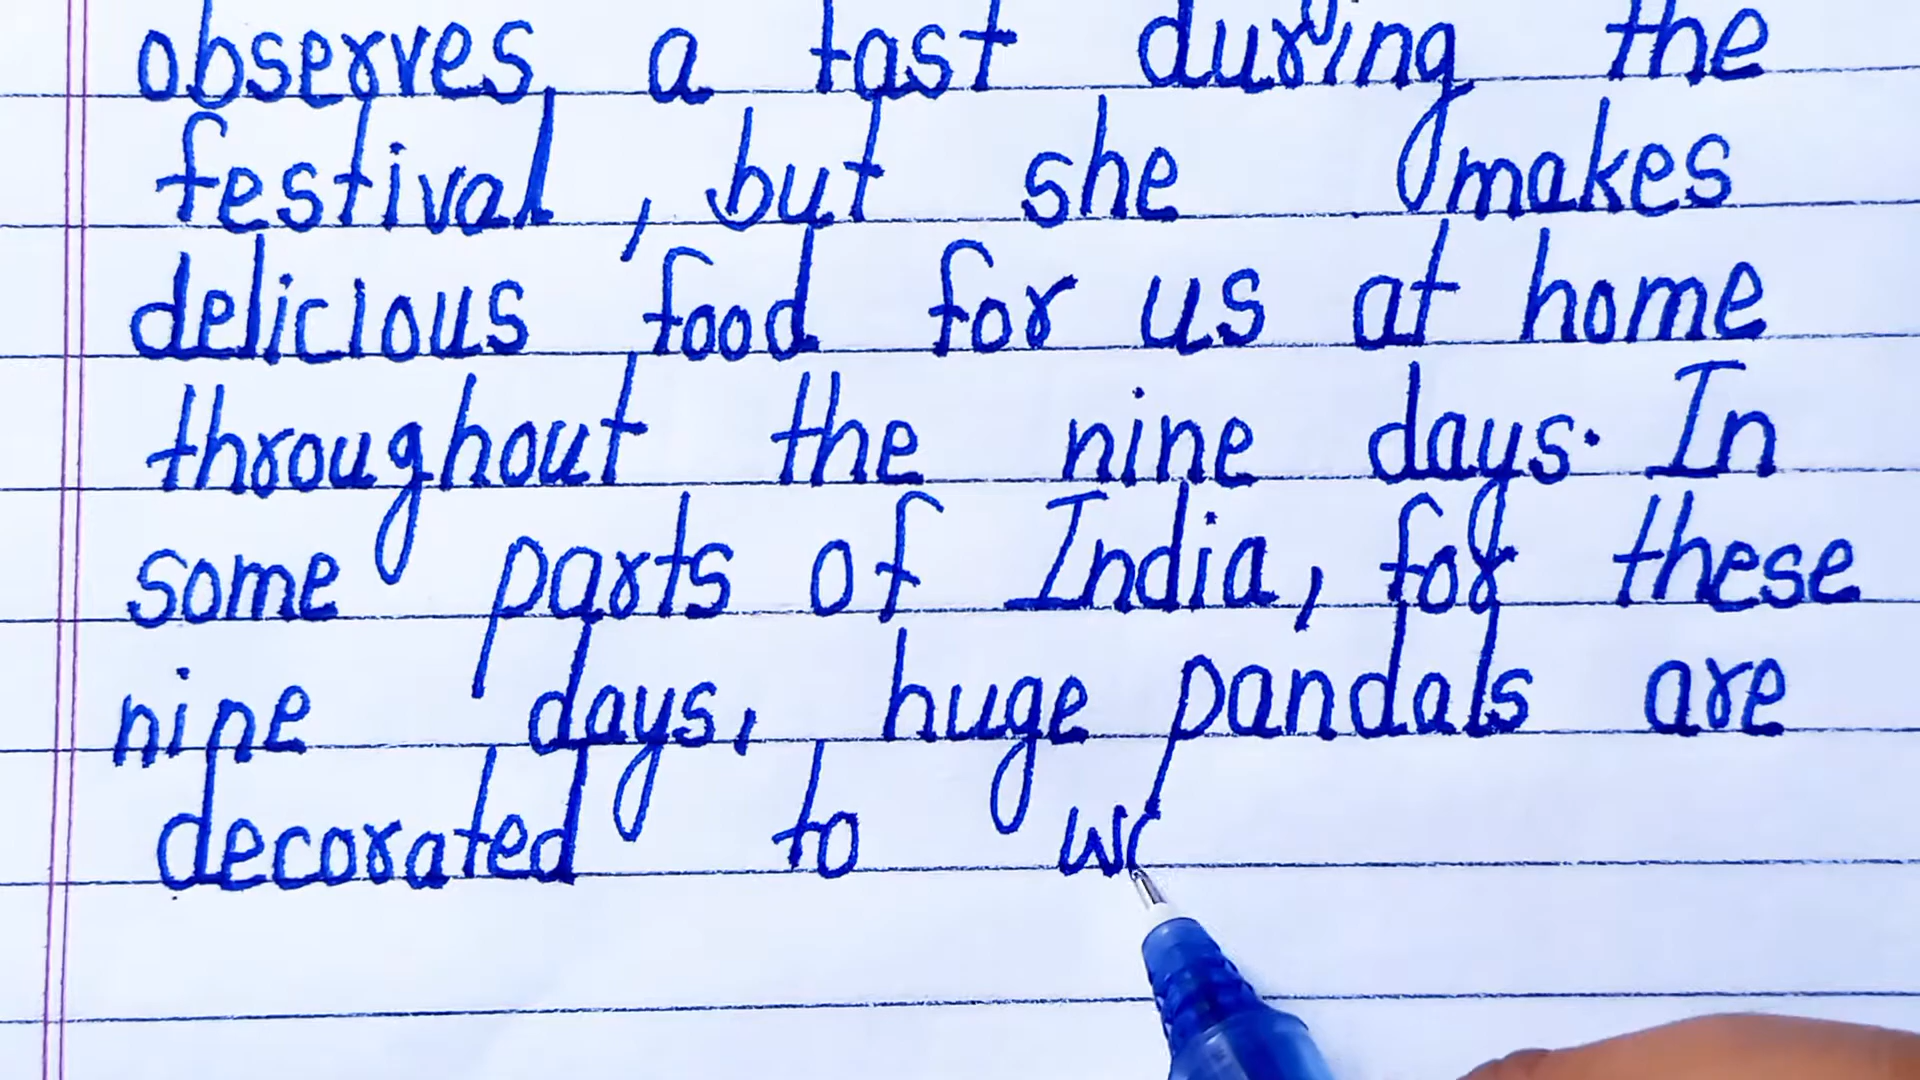 observes a fast during the
festival, but she makes
delicious food for us at home
throughout the nine days. In
some parts of India, for these
nine days, huge pandals are
decorated to